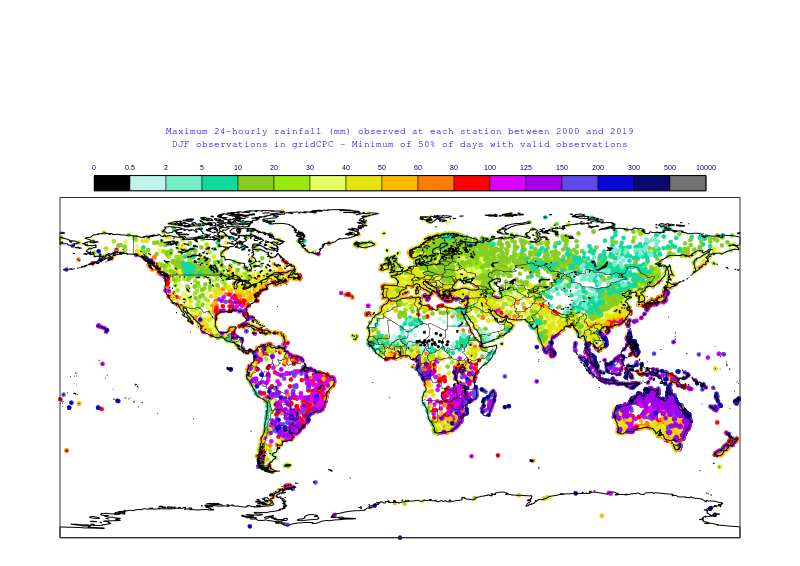 Maximum 24-hourly rainfall (mm) observed at each station between 2000 and 2019
DJF observations in gridCPC - Minimum of 50% of days with valid observations
0 0.5 2 5 10 20 30 40 50 60 80 100 125 150 200 300 500 10000